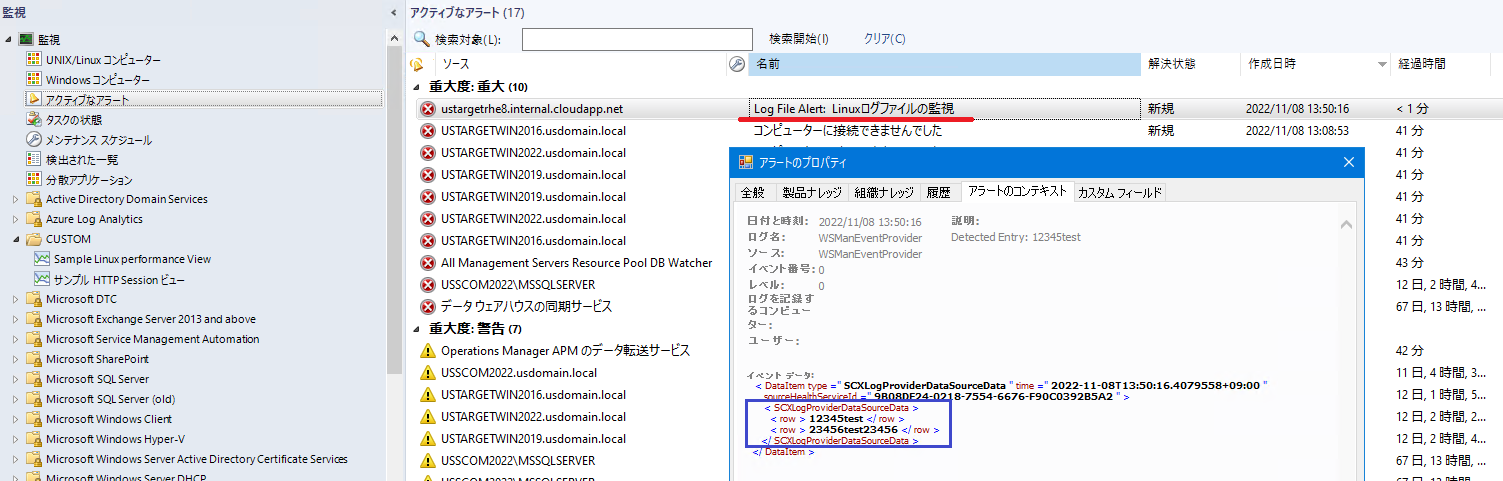 監視
監視
UNIX/Linux コンピューター
Windows コンピューター
アクティブなアラート
タスクの状態
メンテナンス スケジュール
検出された一覧
分散アプリケーション
Active Directory Domain Services
Azure Log Analytics
CUSTOM
Sample Linux performance View
サンプル HTTP Session ビュー
Microsoft DTC
Microsoft Exchange Server 2013 and above
Microsoft Service Management Automation
Microsoft SharePoint
Microsoft SQL Server
Microsoft SQL Server (old)
Microsoft Windows Client
Microsoft Windows Hyper-V
Microsoft Windows Server Active Directory Certificate Services
Microsoft Windows Server DHCP
アクティブなアラート (17)
検索対象(L): 検索開始(I) クリア(C)
ソース 名前 解決状態 作成日時 経過時間
重大度: 重大 (10)
ustargetrhe8.internal.cloudapp.net Log File Alert: Linuxログファイルの監視 新規 2022/11/08 13:50:16 < 1 分
USTARGETWIN2016.usdomain.local コンピューターに接続できませんでした 新規 2022/11/08 13:08:53 41 分
USTARGETWIN2022.usdomain.local 41 分
USTARGETWIN2019.usdomain.local 41 分
USTARGETWIN2019.usdomain.local 41 分
USTARGETWIN2022.usdomain.local 41 分
USTARGETWIN2016.usdomain.local 41 分
All Management Servers Resource Pool DB Watcher 43 分
USSCOM2022\MSSQLSERVER 12 日, 2 時間, 4...
データ ウェアハウスの同期サービス 67 日, 13 時間, ...
重大度: 警告 (7)
Operations Manager APM のデータ転送サービス 42 分
USSCOM2022.usdomain.local 11 日, 4 時間, 3...
USTARGETWIN2016.usdomain.local 12 日, 1 時間, 5...
USTARGETWIN2022.usdomain.local 12 日, 2 時間, 2...
USTARGETWIN2019.usdomain.local 12 日, 2 時間, 4...
USSCOM2022\MSSQLSERVER 67 日, 13 時間, ...
USSCOM2022\MSSQLSERVER 67 日, 13 時間, ...
アラートのプロパティ
全般 製品ナレッジ 組織ナレッジ 履歴 アラートのコンテキスト カスタム フィールド
日付と時刻: 2022/11/08 13:50:16 説明:
ログ名: WSManEventProvider Detected Entry: 12345test
ソース: WSManEventProvider
イベント番号: 0
レベル: 0
ログを記録す
るコンピュー
ター:
ユーザー:
イベント データ:
< DataItem type =" SCXLogProviderDataSourceData " time =" 2022-11-08T13:50:16.4079558+09:00 "
sourceHealthServiceId =" 9B08DF24-0218-7554-6676-F90C0392B5A2 " >
< SCXLogProviderDataSourceData >
< row > 12345test </ row >
< row > 23456test23456 </ row >
</ SCXLogProviderDataSourceData >
</ DataItem >